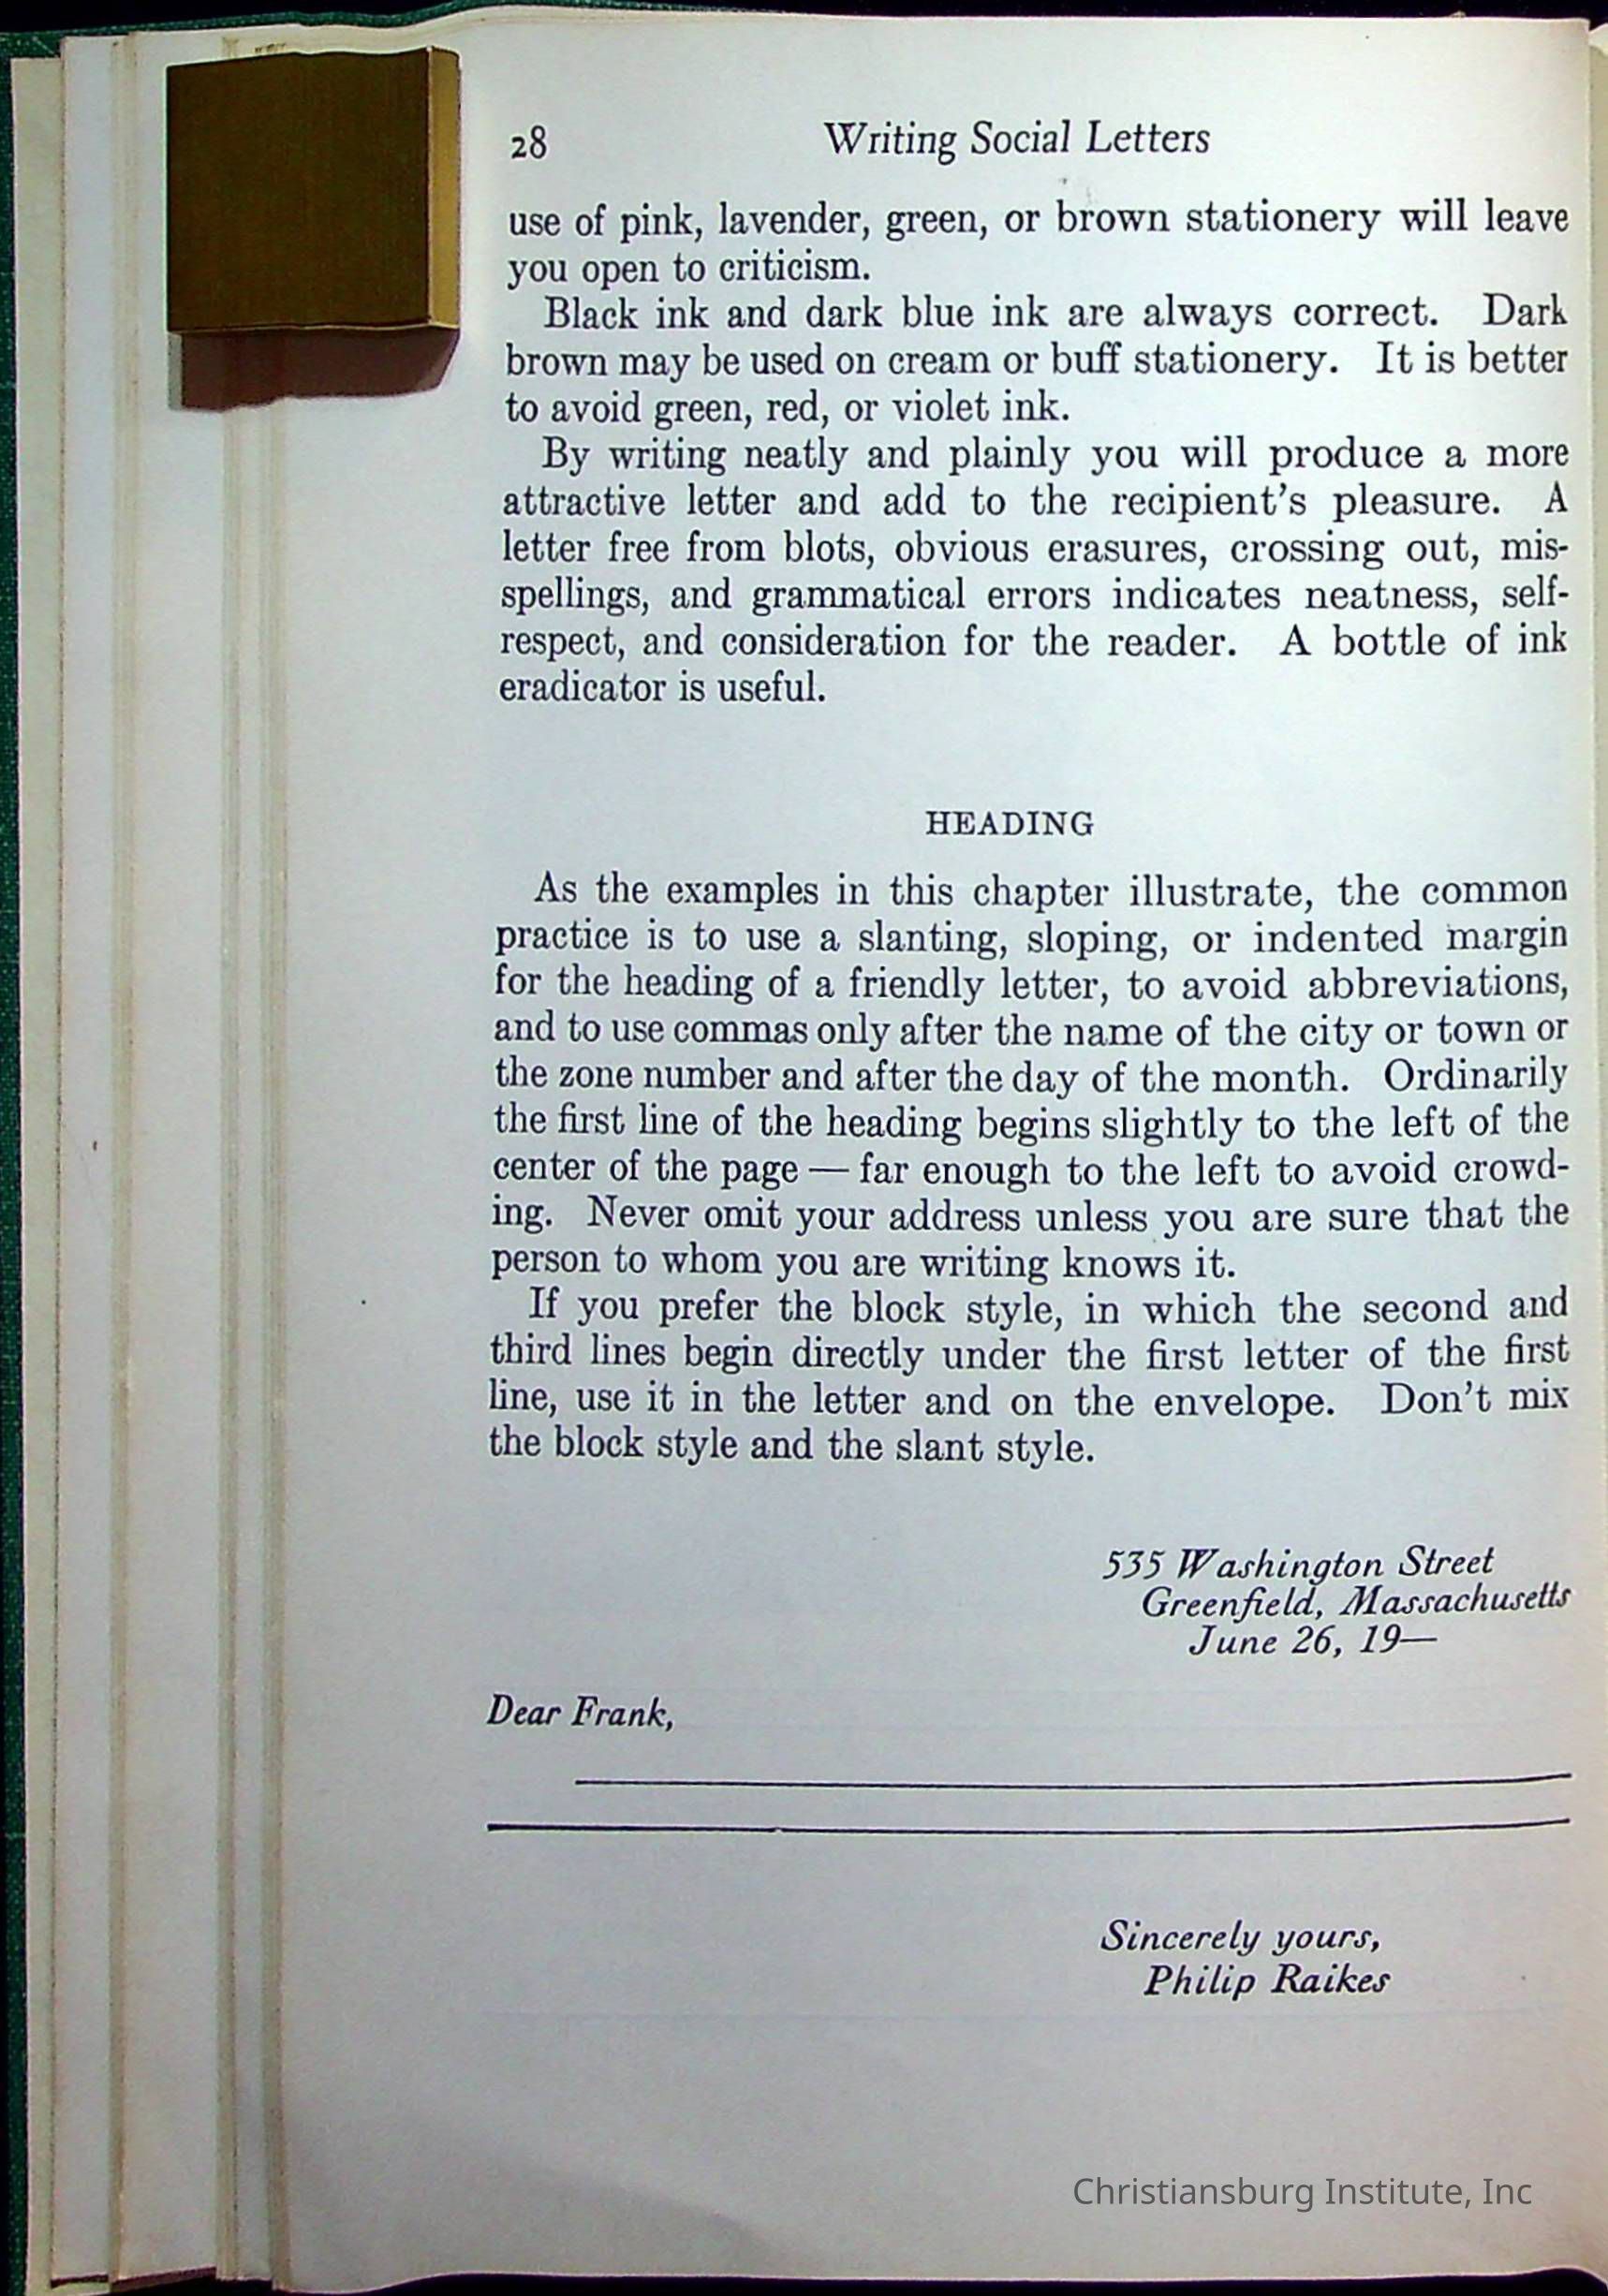 28 Writing Social Letters
use of pink, lavender, green, or brown stationery will leave
you open to criticism.
Black ink and dark blue ink are always correct. Dark
brown may be used on cream or buff stationery. It is better
to avoid green, red, or violet ink.
By writing neatly and plainly you will produce a more
attractive letter and add to the recipient's pleasure. A
letter free from blots, obvious erasures, crossing out, mis-
spellings, and grammatical errors indicates neatness, self-
respect, and consideration for the reader. A bottle of ink
eradicator is useful.
HEADING
As the examples in this chapter illustrate, the common
practice is to use a slanting, sloping, or indented margin
for the heading of a friendly letter, to avoid abbreviations,
and to use commas only after the name of the city or town or
the zone number and after the day of the month. Ordinarily
the first line of the heading begins slightly to the left of the
center of the page — far enough to the left to avoid crowd-
ing. Never omit your address unless you are sure that the
person to whom you are writing knows it.
If you prefer the block style, in which the second and
third lines begin directly under the first letter of the first
line, use it in the letter and on the envelope. Don't mix
the block style and the slant style.
535 Washington Street
Greenfield, Massachusetts
June 26, 19—
Dear Frank,
Sincerely yours,
Philip Raikes
Christiansburg Institute, Inc